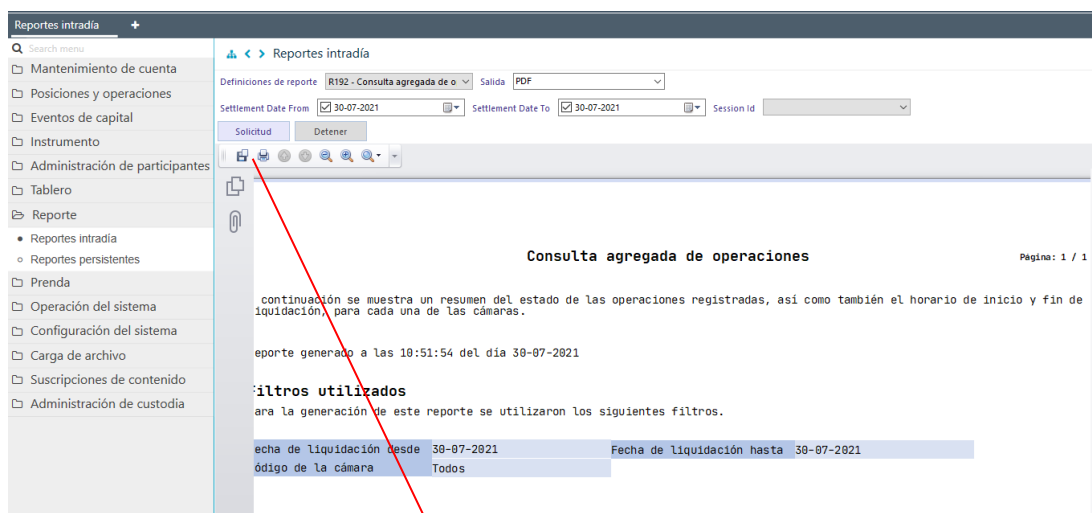 Reportes intradía +
Search menu
Mantenimiento de cuenta
Posiciones y operaciones
Eventos de capital
Instrumento
Administración de participantes
Tablero
Reporte
Reportes intradía
Reportes persistentes
Prenda
Operación del sistema
Configuración del sistema
Carga de archivo
Suscripciones de contenido
Administración de custodia
Reportes intradía
Definiciones de reporte R192 - Consulta agregada de o Salida PDF
Settlement Date From 30-07-2021 Settlement Date To 30-07-2021 Session Id
Solicitud Detener
Consulta agregada de operaciones Página: 1 / 1
continuación se muestra un resumen del estado de las operaciones registradas, así como también el horario de inicio y fin de
iquidación, para cada una de las cámaras.
eporte generado a las 10:51:54 del día 30-07-2021
iltros utilizados
ara la generación de este reporte se utilizaron los siguientes filtros.
echa de liquidación desde 30-07-2021 Fecha de liquidación hasta 30-07-2021
ódigo de la cámara Todos